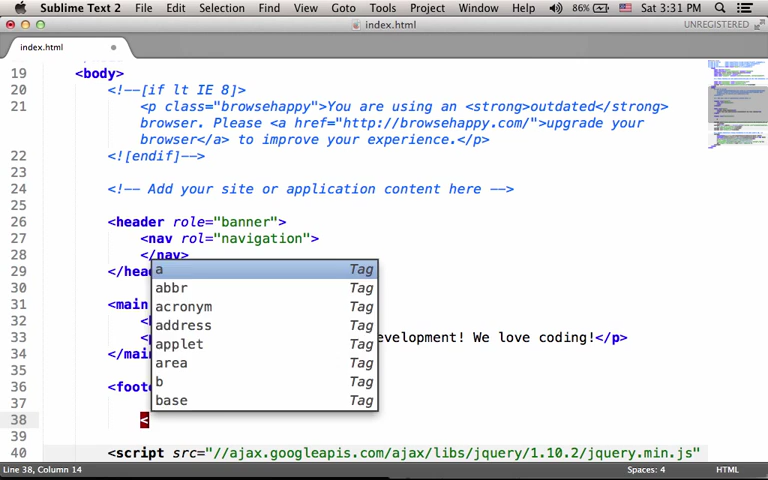 Sublime Text 2 File Edit Selection Find View Goto Tools Project Window Help 86% Sat 3:31 PM
index.html UNREGISTERED
index.html
19 <body>
20 <!--[if lt IE 8]>
21 <p class="browsehappy">You are using an <strong>outdated</strong>
browser. Please <a href="http://browsehappy.com/">upgrade your
browser</a> to improve your experience.</p>
22 <![endif]-->
23
24 <!-- Add your site or application content here -->
25
26 <header role="banner">
27 <nav rol="navigation">
28 </nav>
29 </hea
30
31 <main
32 <
33 <p evelopment! We love coding!</p>
34 </mai
35
36 <foote
37
38 <
39
40 <script src="//ajax.googleapis.com/ajax/libs/jquery/1.10.2/jquery.min.js"
a Tag
abbr Tag
acronym Tag
address Tag
applet Tag
area Tag
b Tag
base Tag
Line 38, Column 14 Spaces: 4 HTML